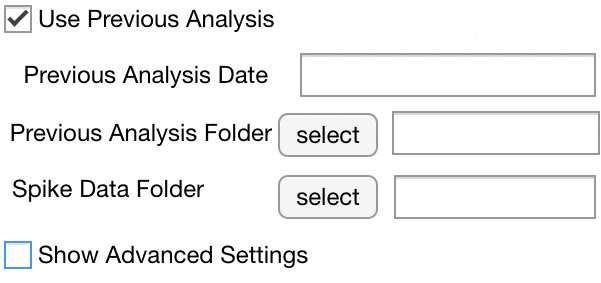 Use Previous Analysis
Previous Analysis Date
Previous Analysis Folder select
Spike Data Folder select
Show Advanced Settings